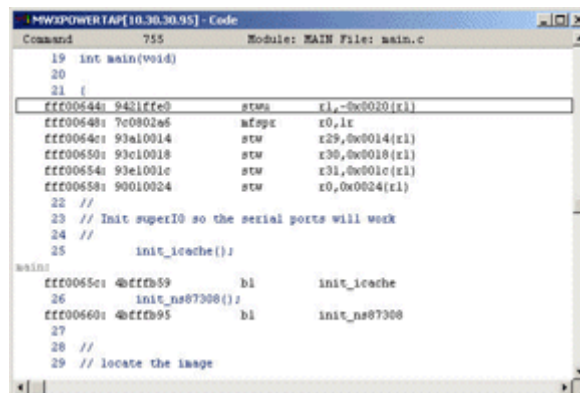 MWXPOWERTAP[10.30.30.95] - Code
Command 755 Module: MAIN File: main.c
19 int main(void)
20
21 {
fff00644: 9421ffe0 stwu r1,-0x0020(r1)
fff00648: 7c0802a6 mfspr r0,lr
fff0064c: 93a10014 stw r29,0x0014(r1)
fff00650: 93c10018 stw r30,0x0018(r1)
fff00654: 93e1001c stw r31,0x001c(r1)
fff00658: 90010024 stw r0,0x0024(r1)
22 //
23 // Init superIO so the serial ports will work
24 //
25 init_icache();
main:
fff0065c: 4bfffb59 bl init_icache
26 init_ns87308();
fff00660: 4bfffb95 bl init_ns87308
27
28 //
29 // locate the image